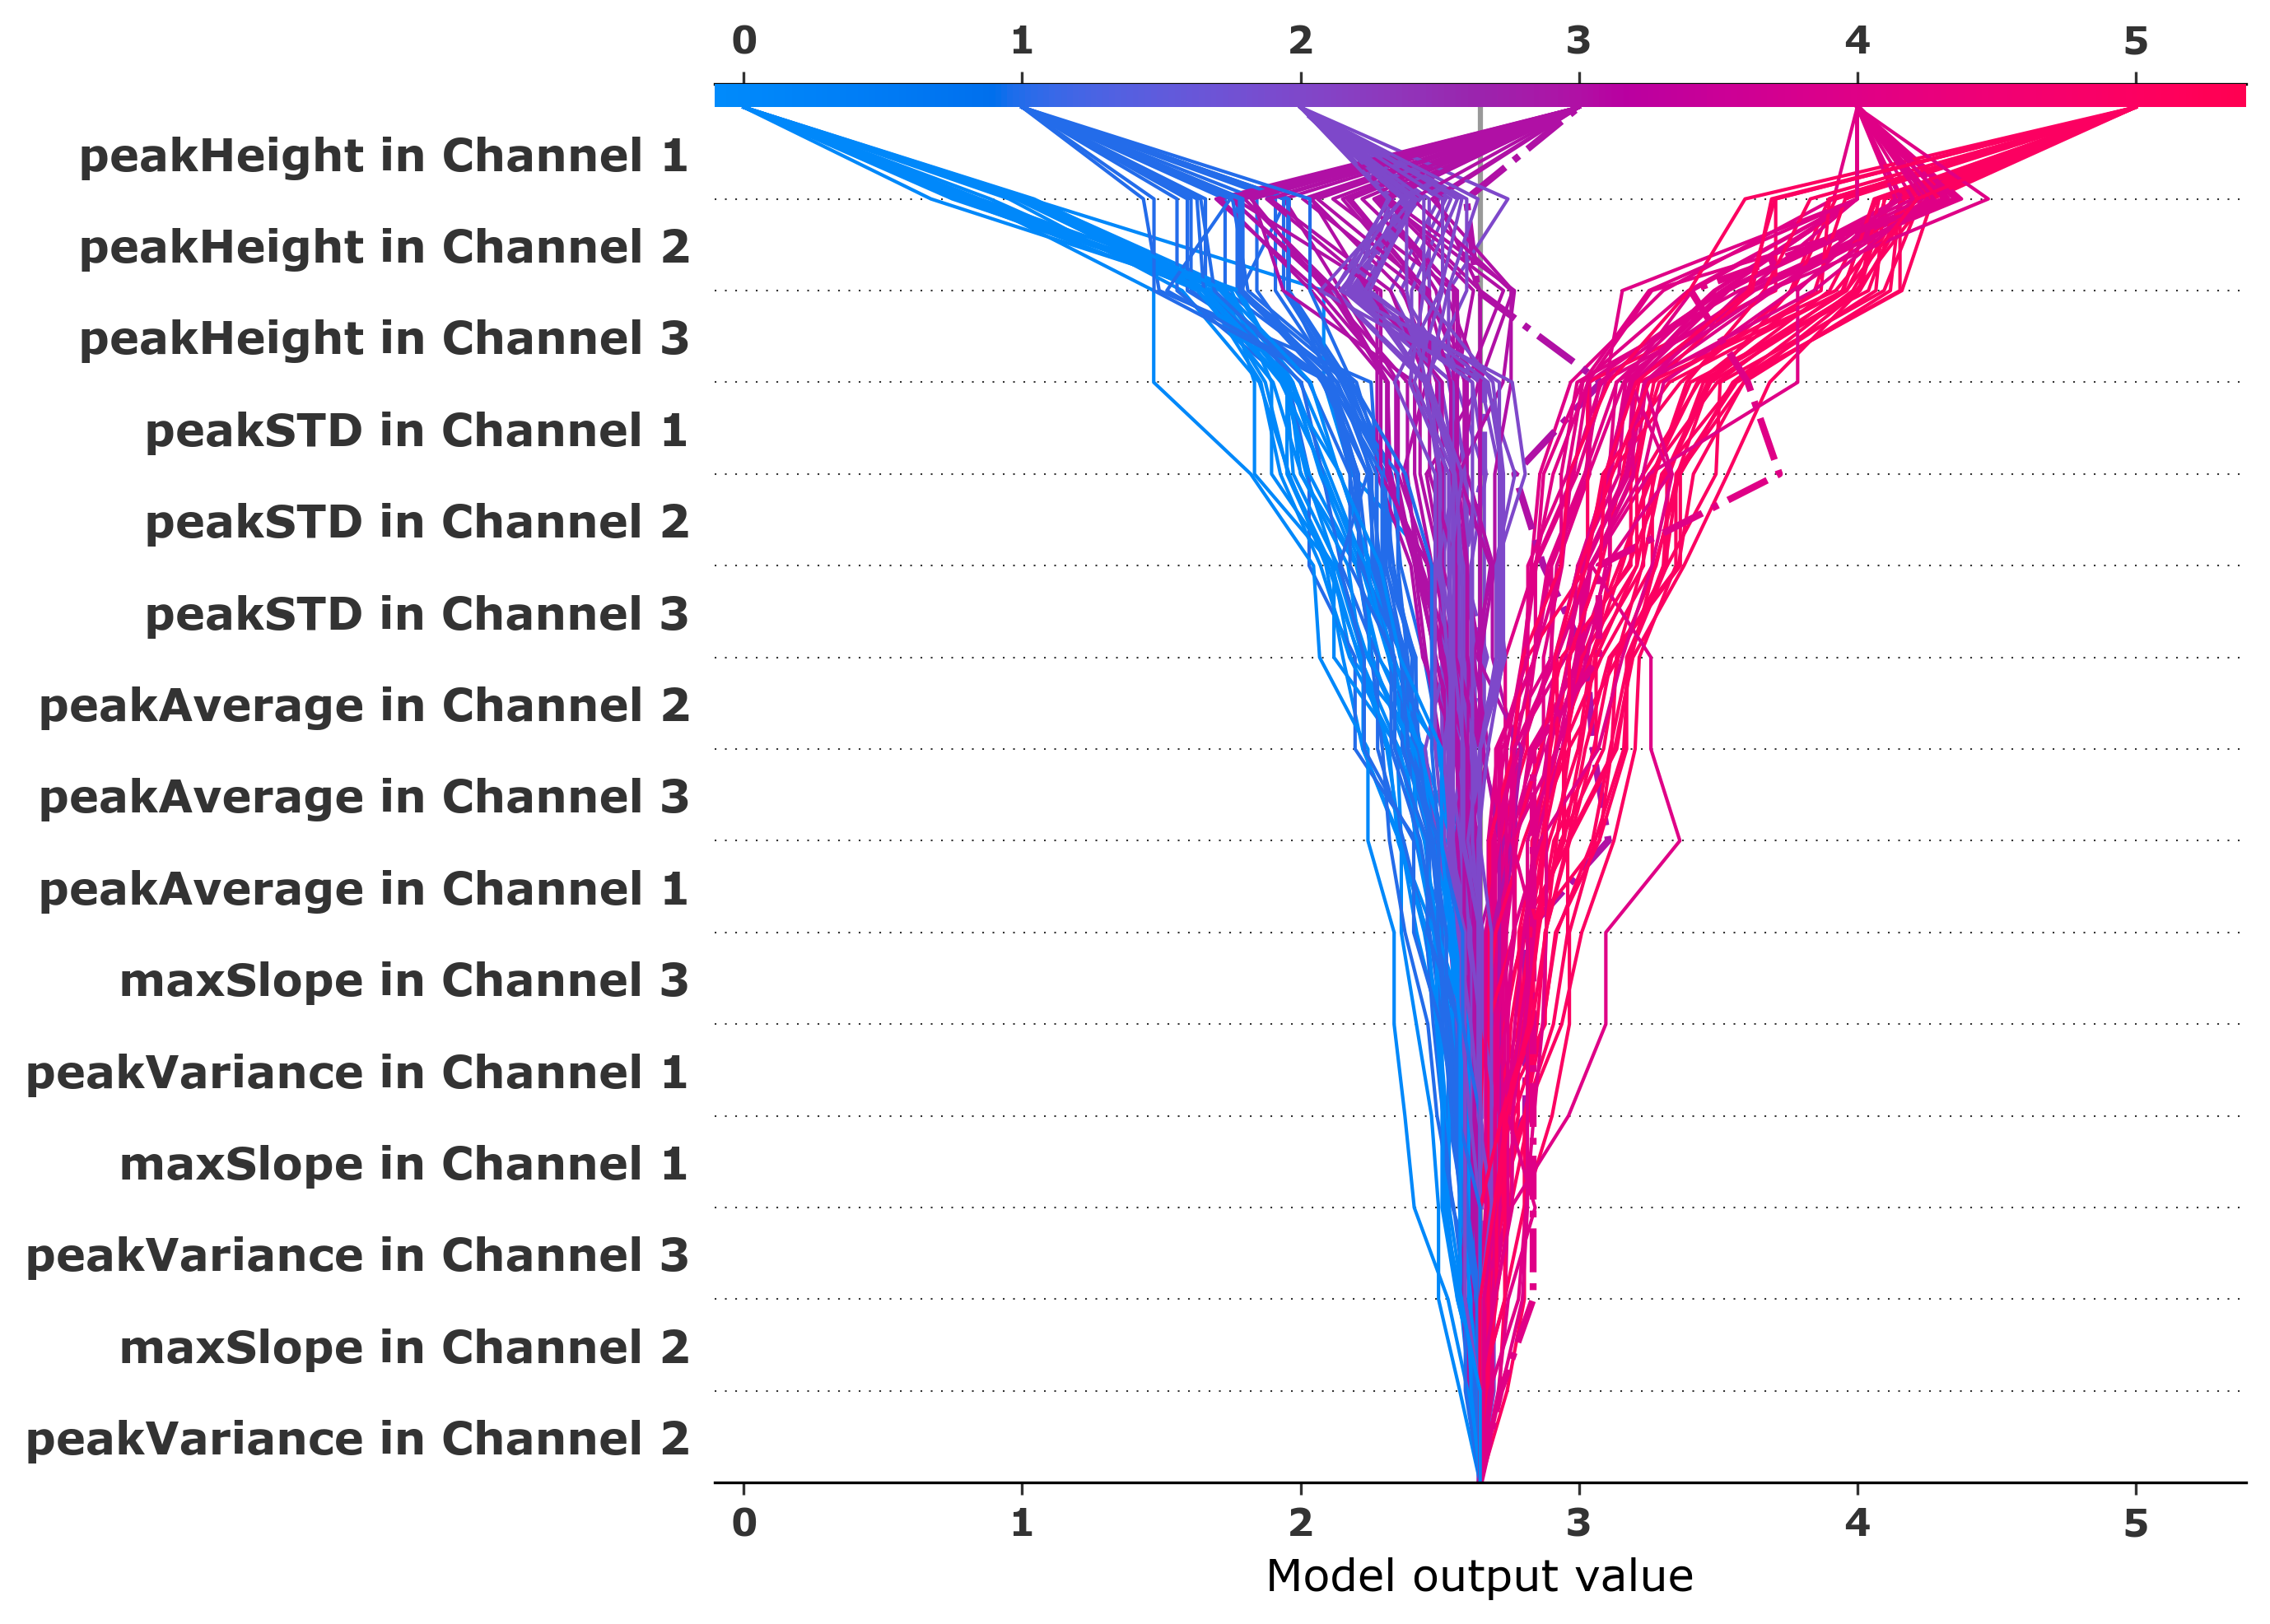 0 1 2 3 4 5
peakHeight in Channel 1
peakHeight in Channel 2
peakHeight in Channel 3
peakSTD in Channel 1
peakSTD in Channel 2
peakSTD in Channel 3
peakAverage in Channel 2
peakAverage in Channel 3
peakAverage in Channel 1
maxSlope in Channel 3
peakVariance in Channel 1
maxSlope in Channel 1
peakVariance in Channel 3
maxSlope in Channel 2
peakVariance in Channel 2
0 1 2 3 4 5
Model output value